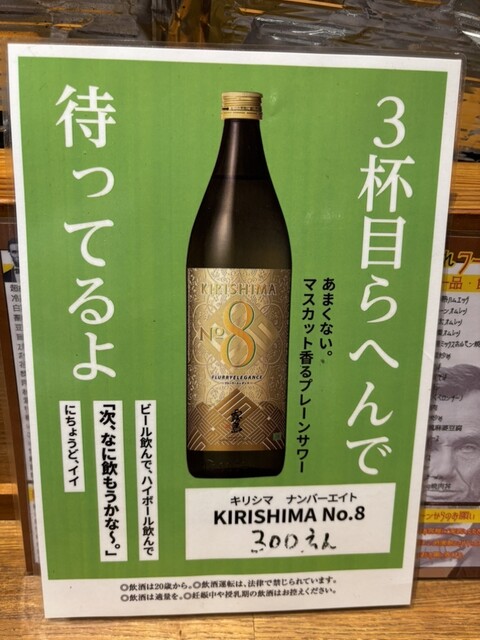 3杯目らへんで
待ってるよ
あまくない。
マスカット香るプレーンサワー
KIRISHIMA
No.8
FLURRYELEGANCE
霧島
ビール飲んで、ハイボール飲んで
「次、なに飲もうかな〜。」
にちょうど、イイ
キリシマ ナンバーエイト
KIRISHIMA No.8
300えん
◎飲酒は20歳から。◎飲酒運転は、法律で禁じられています。
◎飲酒は適量を。◎妊娠中や授乳期の飲酒はお控えください。